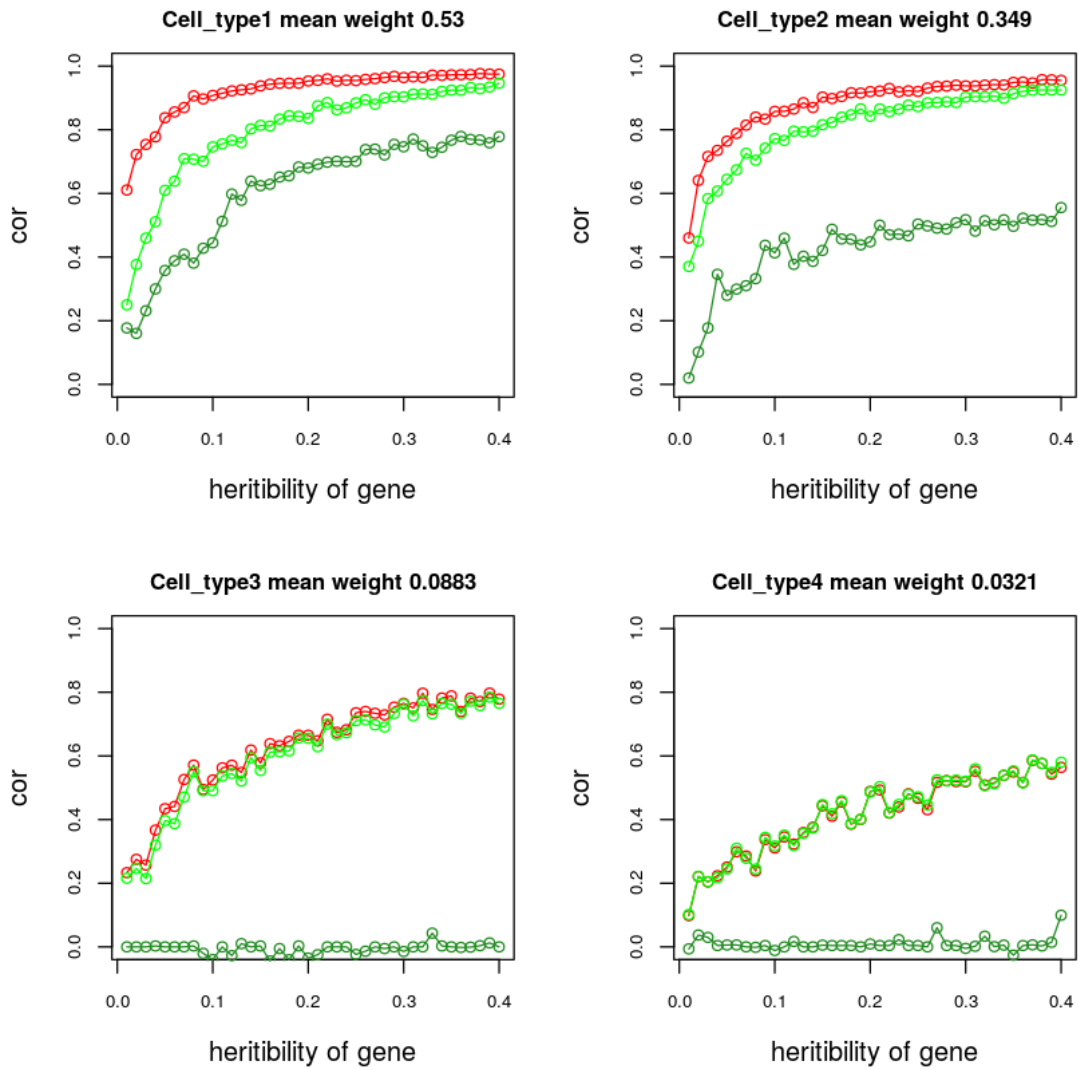 Cell_type1 mean weight 0.53
cor
0.0 0.2 0.4 0.6 0.8 1.0
0.0 0.1 0.2 0.3 0.4
heritibility of gene
Cell_type2 mean weight 0.349
cor
0.0 0.2 0.4 0.6 0.8 1.0
0.0 0.1 0.2 0.3 0.4
heritibility of gene
Cell_type3 mean weight 0.0883
cor
0.0 0.2 0.4 0.6 0.8 1.0
0.0 0.1 0.2 0.3 0.4
heritibility of gene
Cell_type4 mean weight 0.0321
cor
0.0 0.2 0.4 0.6 0.8 1.0
0.0 0.1 0.2 0.3 0.4
heritibility of gene